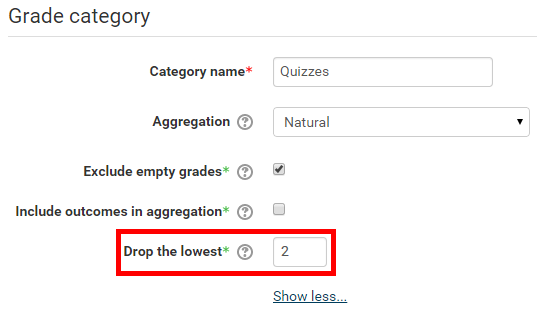 Grade category
Category name* Quizzes
Aggregation ? Natural
Exclude empty grades* ?
Include outcomes in aggregation* ?
Drop the lowest* ? 2
Show less...